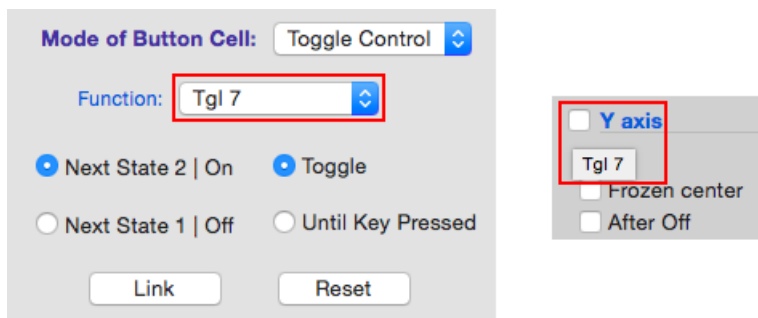 Mode of Button Cell: Toggle Control
Function: Tgl 7
Next State 2 | On Toggle
Next State 1 | Off Until Key Pressed
Link Reset
Y axis
Tgl 7
Frozen center
After Off